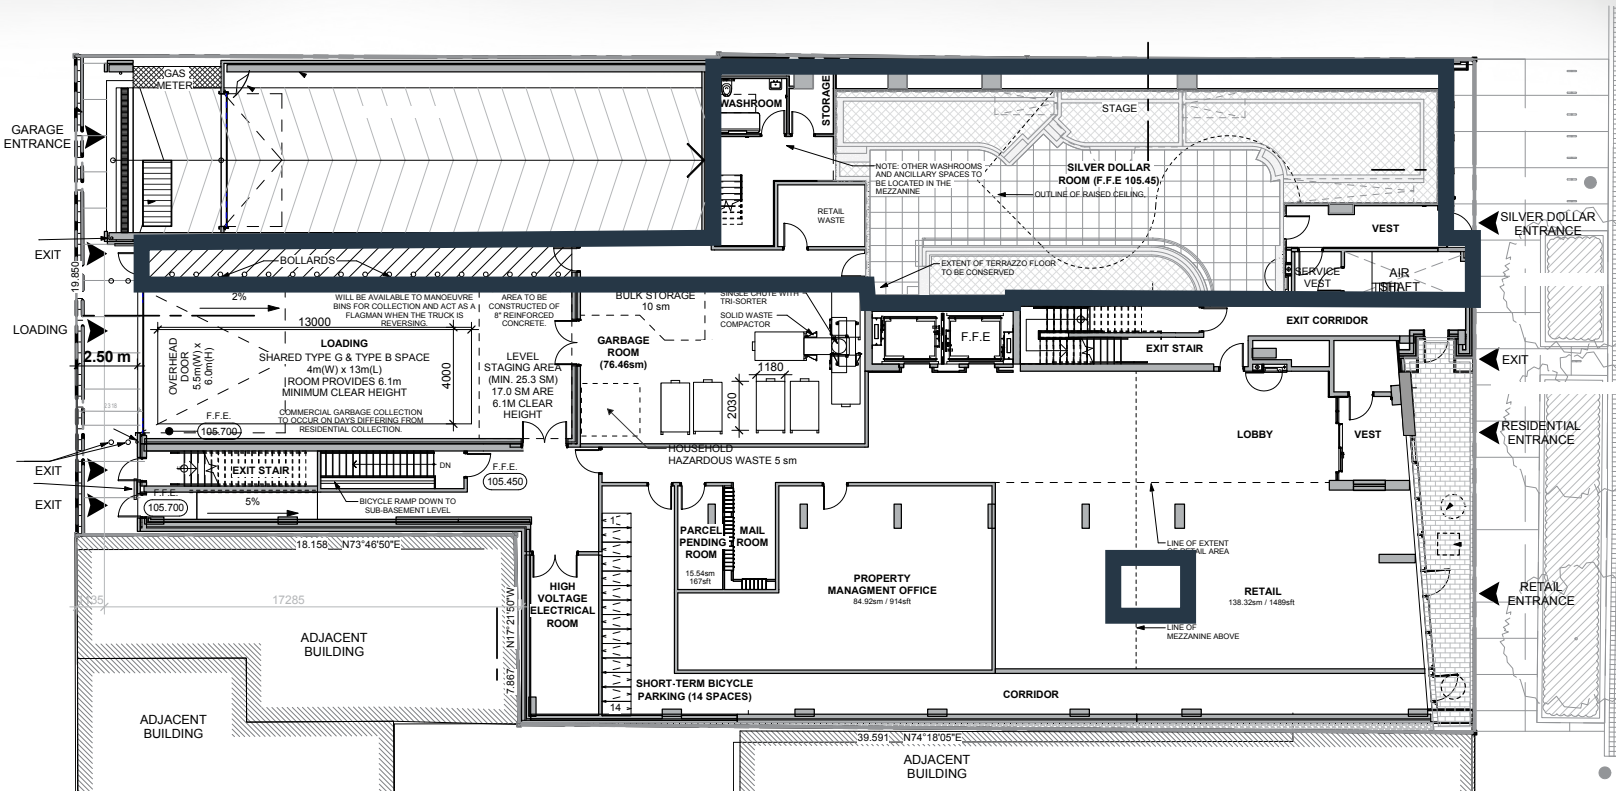 GAS
METER
GARAGE
ENTRANCE
WASHROOM
STORAGE
STAGE
NOTE: OTHER WASHROOMS
AND ANCILLARY SPACES TO
BE LOCATED IN THE
MEZZANINE
SILVER DOLLAR
ROOM (F.F.E 105.45)
OUTLINE OF RAISED CEILING
RETAIL
WASTE
VEST
SILVER DOLLAR
ENTRANCE
EXIT
19.850
BOLLARDS
EXTENT OF TERRAZZO FLOOR
TO BE CONSERVED
SERVICE
VEST
AIR
SHAFT
2%
WILL BE AVAILABLE TO MANOEUVRE
BINS FOR COLLECTION AND ACT AS A
FLAGMAN WHEN THE TRUCK IS
REVERSING.
AREA TO BE
CONSTRUCTED OF
8" REINFORCED
CONCRETE.
BULK STORAGE
10 sm
SINGLE CHUTE WITH
TRI-SORTER
SOLID WASTE
COMPACTOR
LOADING
13000
2.50 m
OVERHEAD
DOOR
5.5m(W) x
6.0m(H)
LOADING
SHARED TYPE G & TYPE B SPACE
4m(W) x 13m(L)
ROOM PROVIDES 6.1m
MINIMUM CLEAR HEIGHT
4000
COMMERCIAL GARBAGE COLLECTION
TO OCCUR ON DAYS DIFFERING FROM
RESIDENTIAL COLLECTION.
F.F.E.
105.700
LEVEL
STAGING AREA
(MIN. 25.3 SM)
17.0 SM ARE
6.1M CLEAR
HEIGHT
GARBAGE
ROOM
(76.46sm)
1180
2030
F.F.E
EXIT CORRIDOR
EXIT STAIR
EXIT
LOBBY
VEST
RESIDENTIAL
ENTRANCE
HOUSEHOLD
HAZARDOUS WASTE 5 sm
EXIT
EXIT STAIR
DN
F.F.E.
105.450
EXIT
F.F.E.
105.700
5%
BICYCLE RAMP DOWN TO
SUB-BASEMENT LEVEL
1
PARCEL
PENDING
ROOM
15.54sm
167sft
MAIL
ROOM
LINE OF EXTENT
OF RETAIL AREA
18.158 N73°46'50"E
17285
N17°21'50"W
7.867
HIGH
VOLTAGE
ELECTRICAL
ROOM
PROPERTY
MANAGMENT OFFICE
84.92sm / 914sft
RETAIL
138.32sm / 1489sft
RETAIL
ENTRANCE
LINE OF
MEZZANINE ABOVE
ADJACENT
BUILDING
SHORT-TERM BICYCLE
PARKING (14 SPACES)
14
CORRIDOR
ADJACENT
BUILDING
39.591 N74°18'05"E
ADJACENT
BUILDING